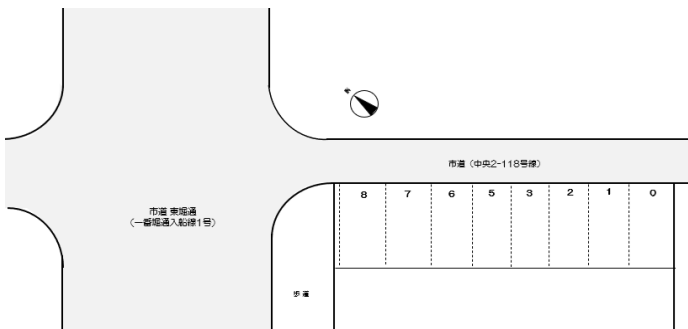 北
市道（中央2-118号線）
8 7 6 5 3 2 1 0
市道 東堀通
（一番堀通入船線1号）
歩道